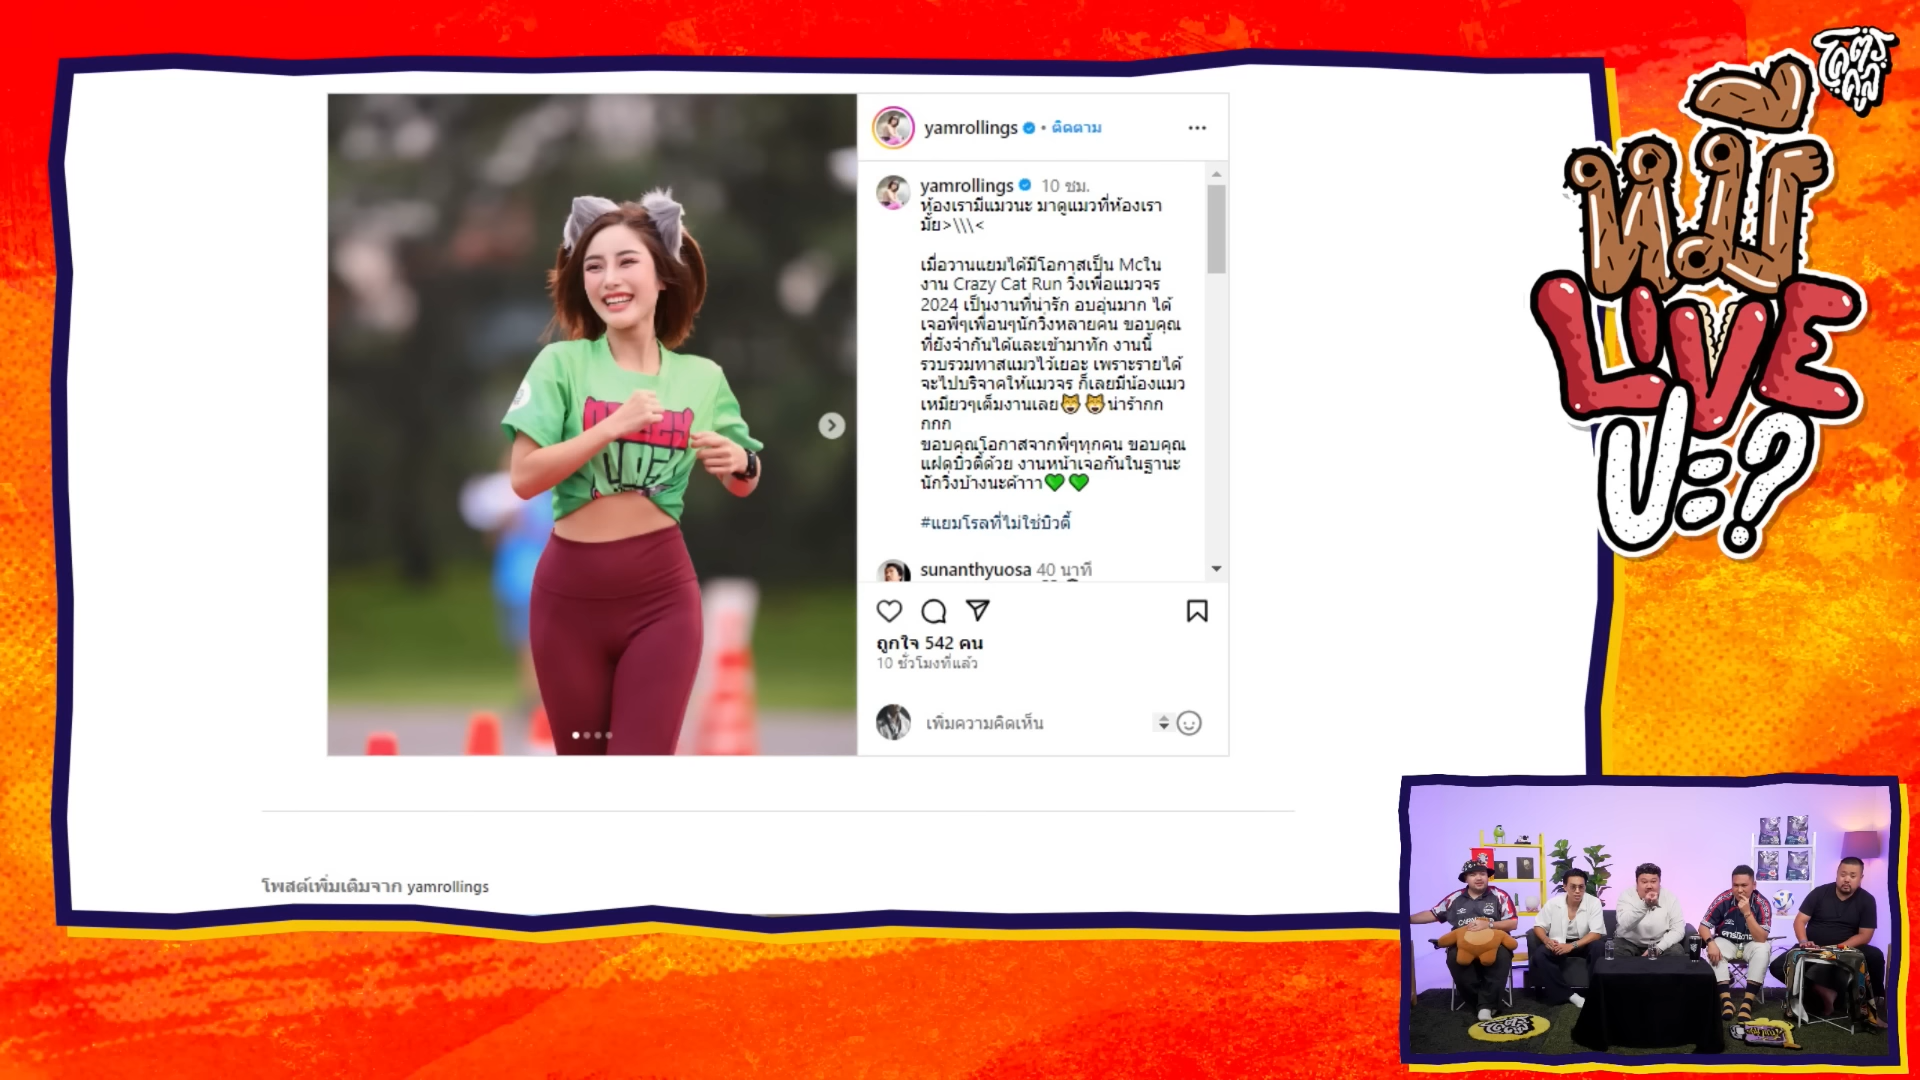 yamrollings • ติดตาม
yamrollings 10 ชม.
ห้องเรามีแมวนะ มาดูแมวที่ห้องเรา
มั้ย>\\\<
เมื่อวานแยมได้มีโอกาสเป็น Mcใน
งาน Crazy Cat Run วิ่งเพื่อแมวจร
2024 เป็นงานที่น่ารัก อบอุ่นมาก ได้
เจอพี่ๆเพื่อนๆนักวิ่งหลายคน ขอบคุณ
ที่ยังจำกันได้และเข้ามาทัก งานนี้
รวบรวมทาสแมวไว้เยอะ เพราะรายได้
จะไปบริจาคให้แมวจร ก็เลยมีน้องแมว
เหมียวๆเต็มงานเลย😸😸น่าร้ากก
กกก
ขอบคุณโอกาสจากพี่ๆทุกคน ขอบคุณ
แฝดบิวตี้ด้วย งานหน้าเจอกันในฐานะ
นักวิ่งบ้างนะค้าาา💚💚
#แยมโรลที่ไม่ใช่บิวตี้
sunanthyuosa 40 นาที
ถูกใจ 542 คน
10 ชั่วโมงที่แล้ว
เพิ่มความคิดเห็น
โพสต์เพิ่มเติมจาก yamrollings
โคตรคูล
หมี่
LIVE
ปะ?